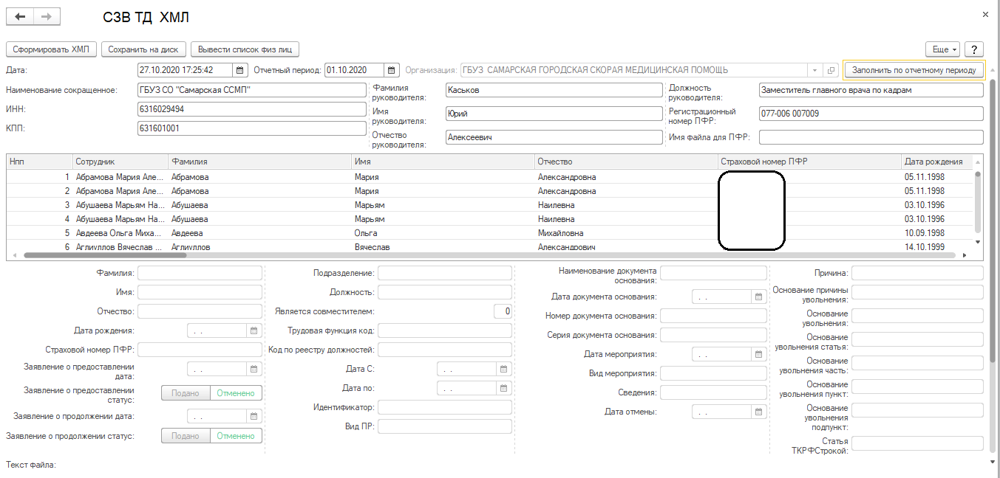 СЗВ ТД ХМЛ
Сформировать ХМЛ Сохранить на диск Вывести список физ лиц Еще ?
Дата: 27.10.2020 17:25:42 Отчетный период: 01.10.2020 Организация: ГБУЗ САМАРСКАЯ ГОРОДСКАЯ СКОРАЯ МЕДИЦИНСКАЯ ПОМОЩЬ Заполнить по отчетному периоду
Наименование сокращенное: ГБУЗ СО "Самарская ССМП" Фамилия руководителя: Каськов Должность руководителя: Заместитель главного врача по кадрам
ИНН: 6316029494 Имя руководителя: Юрий Регистрационный номер ПФР: 077-006 007009
КПП: 631601001 Отчество руководителя: Алексеевич Имя файла для ПФР:
Нпп Сотрудник Фамилия Имя Отчество Страховой номер ПФР Дата рождения
1 Абрамова Мария Але... Абрамова Мария Александровна 05.11.1998
2 Абрамова Мария Але... Абрамова Мария Александровна 05.11.1998
3 Абушаева Марьям На... Абушаева Марьям Наилевна 03.10.1996
4 Абушаева Марьям На... Абушаева Марьям Наилевна 03.10.1996
5 Авдеева Ольга Миха... Авдеева Ольга Михайловна 10.09.1998
6 Аглиуллов Вячеслав ... Аглиуллов Вячеслав Александрович 14.10.1999
Фамилия:
Имя:
Отчество:
Дата рождения: . .
Страховой номер ПФР:
Заявление о предоставлении
дата: . .
Заявление о предоставлении
статус: Подано Отменено
Заявление о продолжении дата: . .
Заявление о продолжении статус: Подано Отменено
Подразделение:
Должность:
Является совместителем: 0
Трудовая функция код:
Код по реестру должностей:
Дата С: . .
Дата по: . .
Идентификатор:
Вид ПР:
Наименование документа
основания:
Дата документа основания: . .
Номер документа основания:
Серия документа основания:
Дата мероприятия: . .
Вид мероприятия:
Сведения:
Дата отмены: . .
Причина:
Основание причины
увольнения:
Основание
увольнения:
Основание
увольнения статья:
Основание
увольнения часть:
Основание
увольнения пункт:
Основание
увольнения
подпункт:
Статья
ТКРФСтрокой:
Текст файла: